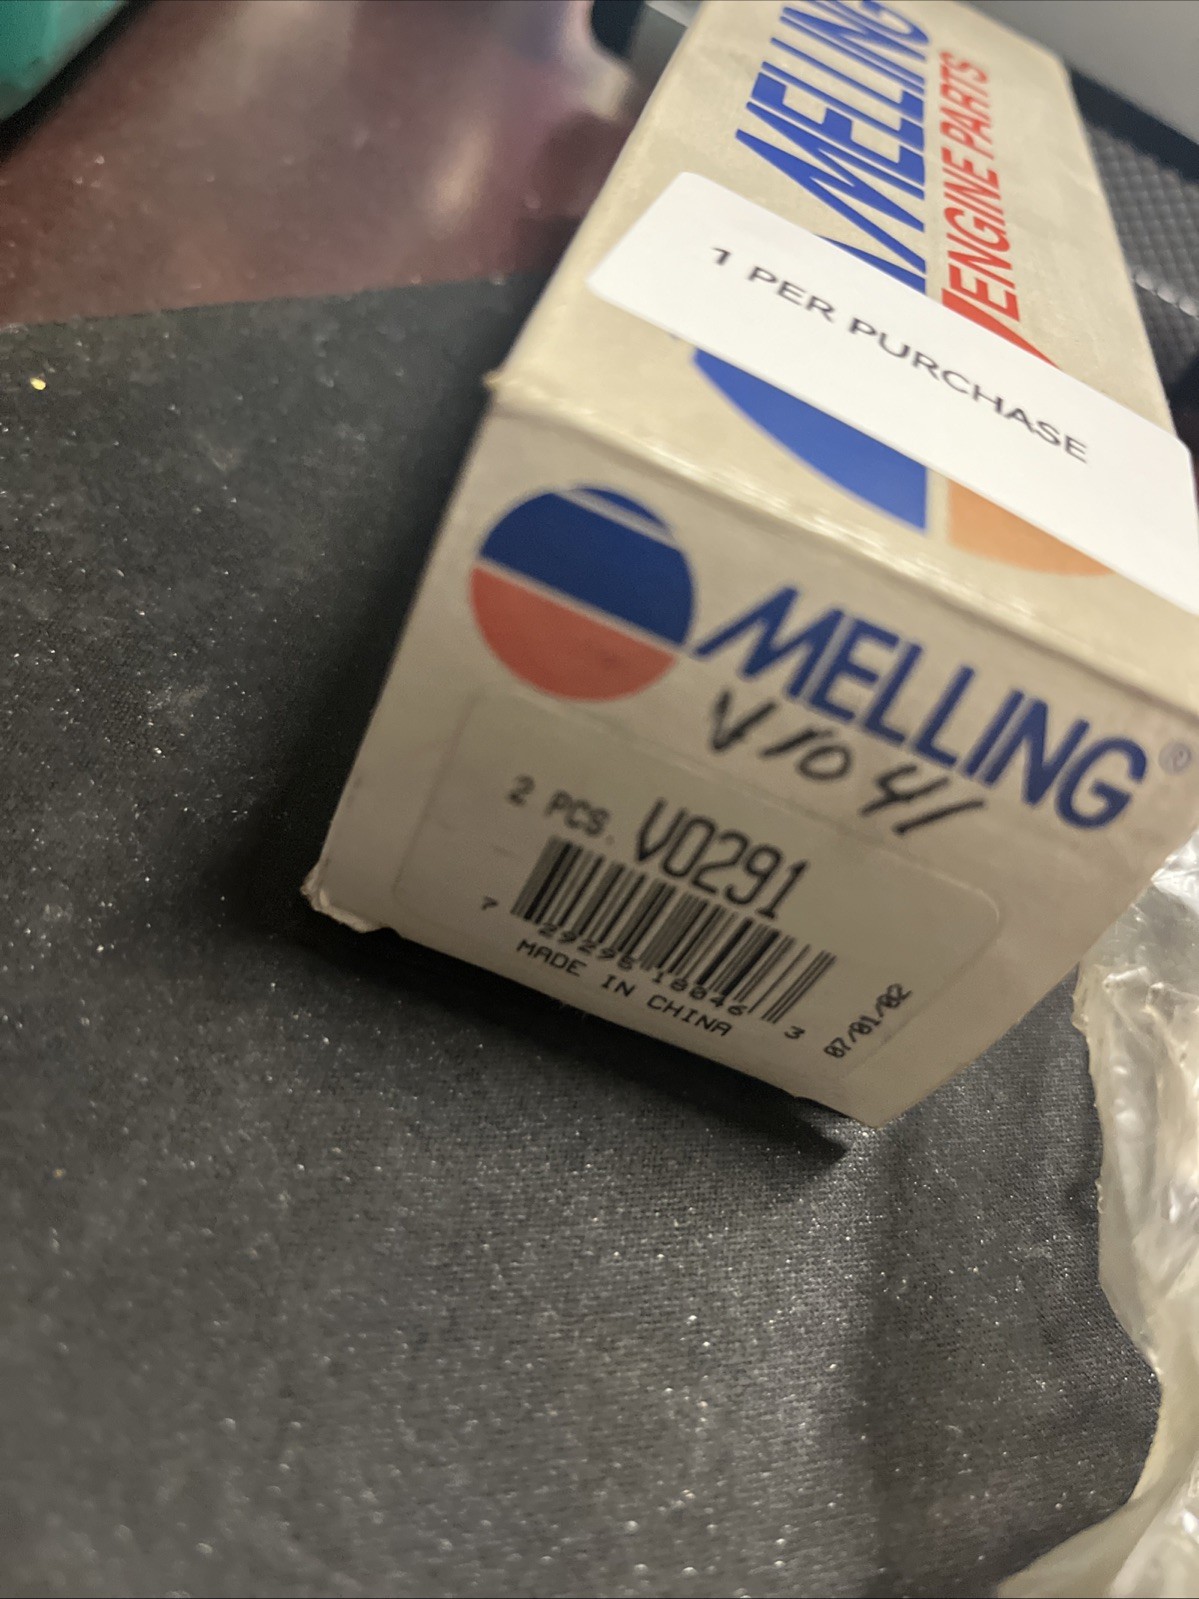 MELLING
ENGINE PARTS
1 PER PURCHASE
MELLING®
V1041
2 PCS. V0291
7 29295 18046 3
MADE IN CHINA
07/01/02